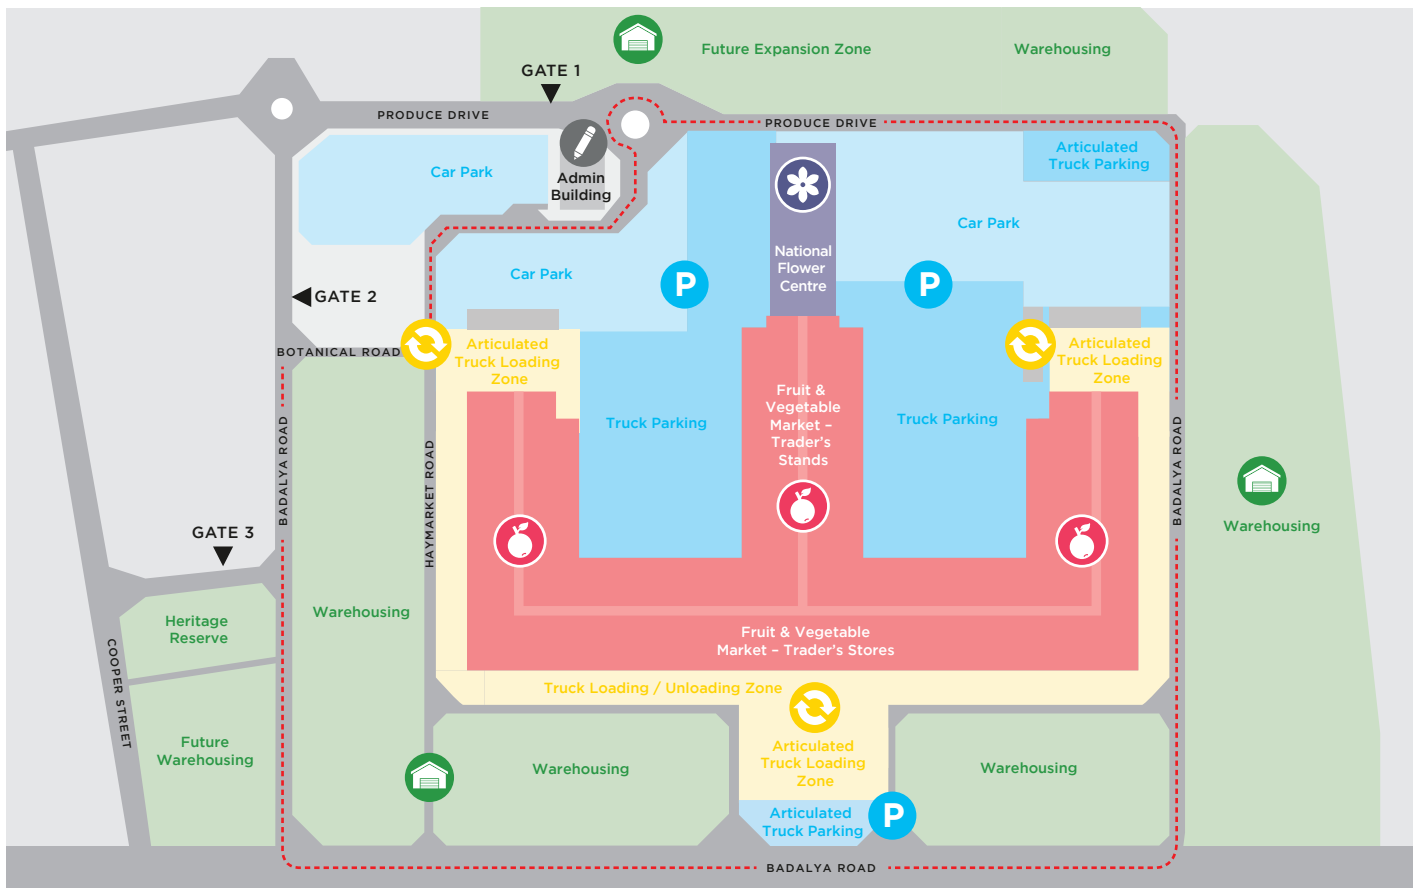 Future Expansion Zone
Warehousing
GATE 1
PRODUCE DRIVE
PRODUCE DRIVE
Car Park
Admin
Building
Articulated
Truck Parking
Car Park
National
Flower
Centre
Car Park
P
P
GATE 2
BOTANICAL ROAD
Articulated
Truck Loading
Zone
Articulated
Truck Loading
Zone
Fruit &
Vegetable
Market –
Trader's
Stands
Truck Parking
Truck Parking
BADALYA ROAD
HAYMARKET ROAD
BADALYA ROAD
Warehousing
GATE 3
Warehousing
Heritage
Reserve
Fruit & Vegetable
Market – Trader's Stores
COOPER STREET
Truck Loading / Unloading Zone
Future
Warehousing
Warehousing
Articulated
Truck Loading
Zone
Warehousing
Articulated
Truck Parking
P
BADALYA ROAD